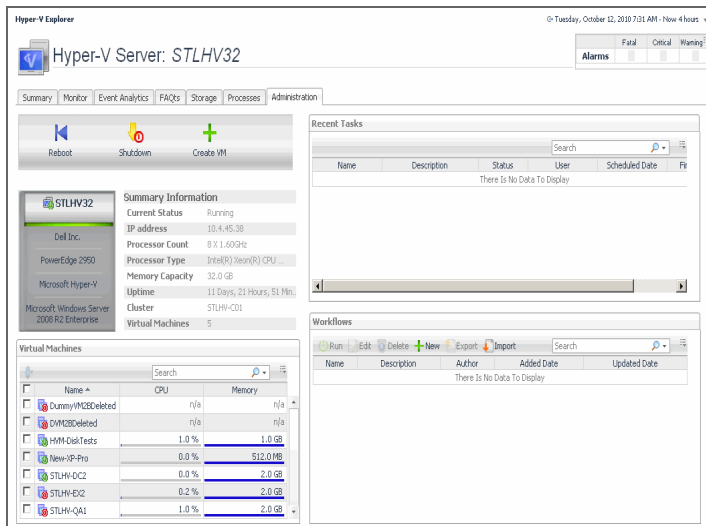 Hyper-V Explorer
Tuesday, October 12, 2010 7:31 AM - Now 4 hours
Hyper-V Server: STLHV32
Fatal Critical Warning
Alarms
Summary Monitor Event Analytics FAQts Storage Processes Administration
Reboot Shutdown Create VM
Recent Tasks
Search
Name Description Status User Scheduled Date Fir
There Is No Data To Display
STLHV32
Dell Inc.
PowerEdge 2950
Microsoft Hyper-V
Microsoft Windows Server
2008 R2 Enterprise
Summary Information
Current Status Running
IP address 10.4.45.38
Processor Count 8 X 1.60GHz
Processor Type Intel(R) Xeon(R) CPU ...
Memory Capacity 32.0 GB
Uptime 11 Days, 21 Hours, 51 Min..
Cluster STLHV-C01
Virtual Machines 5
Workflows
Run Edit Delete New Export Import Search
Name Description Author Added Date Updated Date
There Is No Data To Display
Virtual Machines
Search
Name CPU Memory
DummyVM2BDeleted n/a n/a
DVM2BDeleted n/a n/a
HVM-DiskTests 1.0 % 1.0 GB
New-XP-Pro 0.0 % 512.0 MB
STLHV-DC2 0.0 % 2.0 GB
STLHV-EX2 0.2 % 2.0 GB
STLHV-QA1 1.0 % 2.0 GB